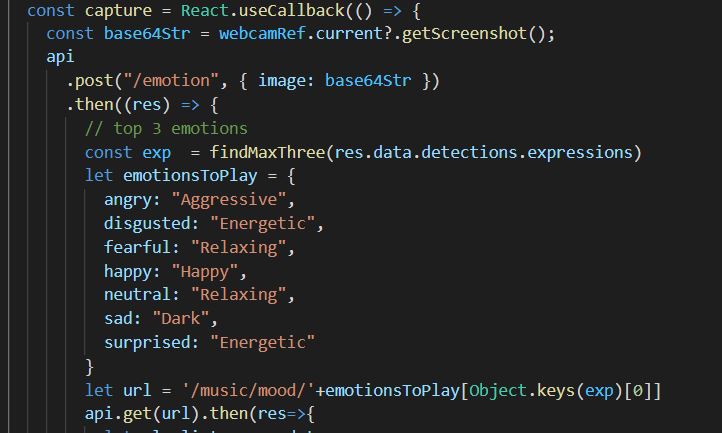 const capture = React.useCallback(() => {
const base64Str = webcamRef.current?.getScreenshot();
api
.post("/emotion", { image: base64Str })
.then((res) => {
// top 3 emotions
const exp  = findMaxThree(res.data.detections.expressions)
let emotionsToPlay = {
angry: "Aggressive",
disgusted: "Energetic",
fearful: "Relaxing",
happy: "Happy",
neutral: "Relaxing",
sad: "Dark",
surprised: "Energetic"
}
let url = '/music/mood/'+emotionsToPlay[Object.keys(exp)[0]]
api.get(url).then(res=>{